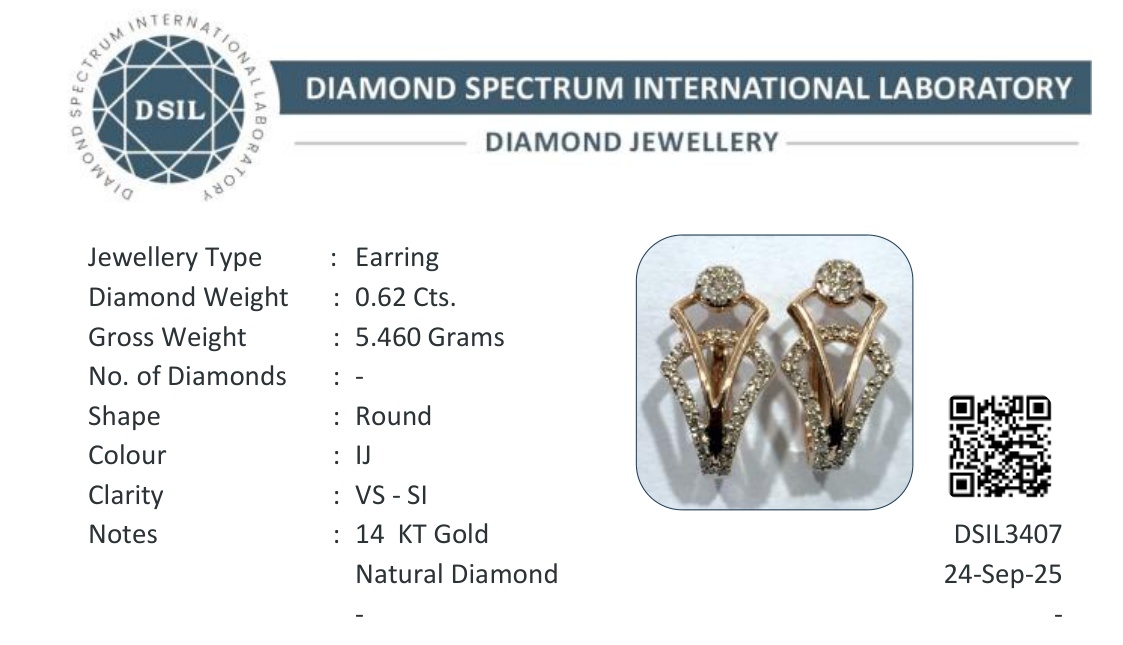 DIAMOND SPECTRUM INTERNATIONAL LABORATORY
DSIL
DIAMOND SPECTRUM INTERNATIONAL LABORATORY
DIAMOND JEWELLERY
Jewellery Type : Earring
Diamond Weight : 0.62 Cts.
Gross Weight : 5.460 Grams
No. of Diamonds : -
Shape : Round
Colour : IJ
Clarity : VS - SI
Notes : 14 KT Gold
DSIL3407
Natural Diamond
24-Sep-25
-
-